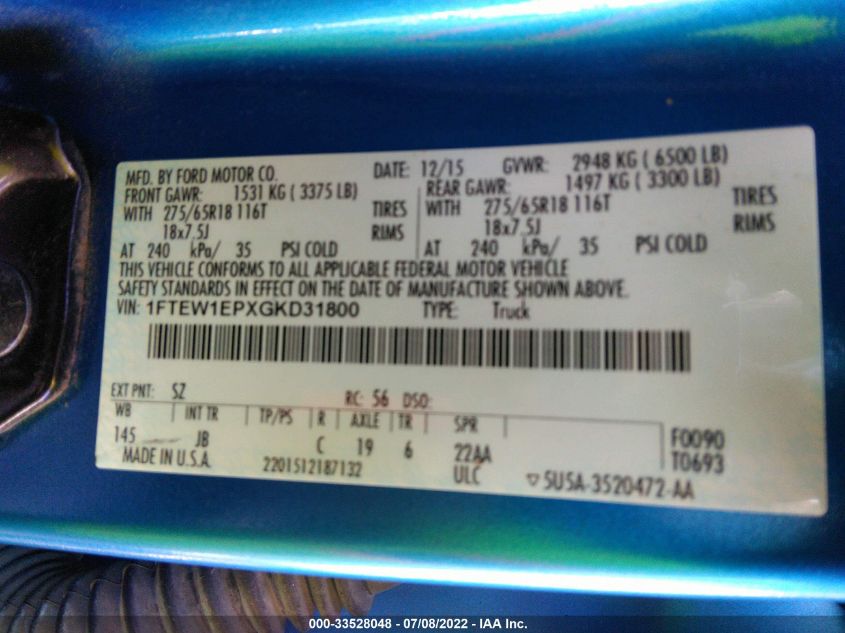 MFD. BY FORD MOTOR CO. DATE: 12/15 GVWR: 2948 KG ( 6500 LB)
FRONT GAWR: 1531 KG ( 3375 LB) REAR GAWR: 1497 KG ( 3300 LB)
WITH 275/65R18 116T TIRES WITH 275/65R18 116T TIRES
18x7.5J RIMS 18x7.5J RIMS
AT 240 kPa/ 35 PSI COLD AT 240 kPa/ 35 PSI COLD
THIS VEHICLE CONFORMS TO ALL APPLICABLE FEDERAL MOTOR VEHICLE
SAFETY STANDARDS IN EFFECT ON THE DATE OF MANUFACTURE SHOWN ABOVE.
VIN: 1FTEW1EPXGKD31800 TYPE: Truck
EXT PNT: SZ RC: 56 DSO:
WB INT TR TP/PS R AXLE TR SPR
145 JB C 19 6 22AA F0090
MADE IN U.S.A. 2201512187132 ULC T0693
▽ 5U5A-3520472-AA
000-33528048 - 07/08/2022 - IAA Inc.